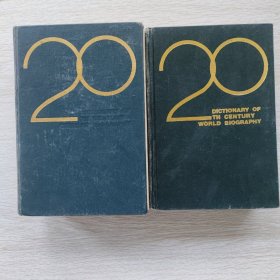 20
20
DICTIONARY OF
TH CENTURY
WORLD BIOGRAPHY